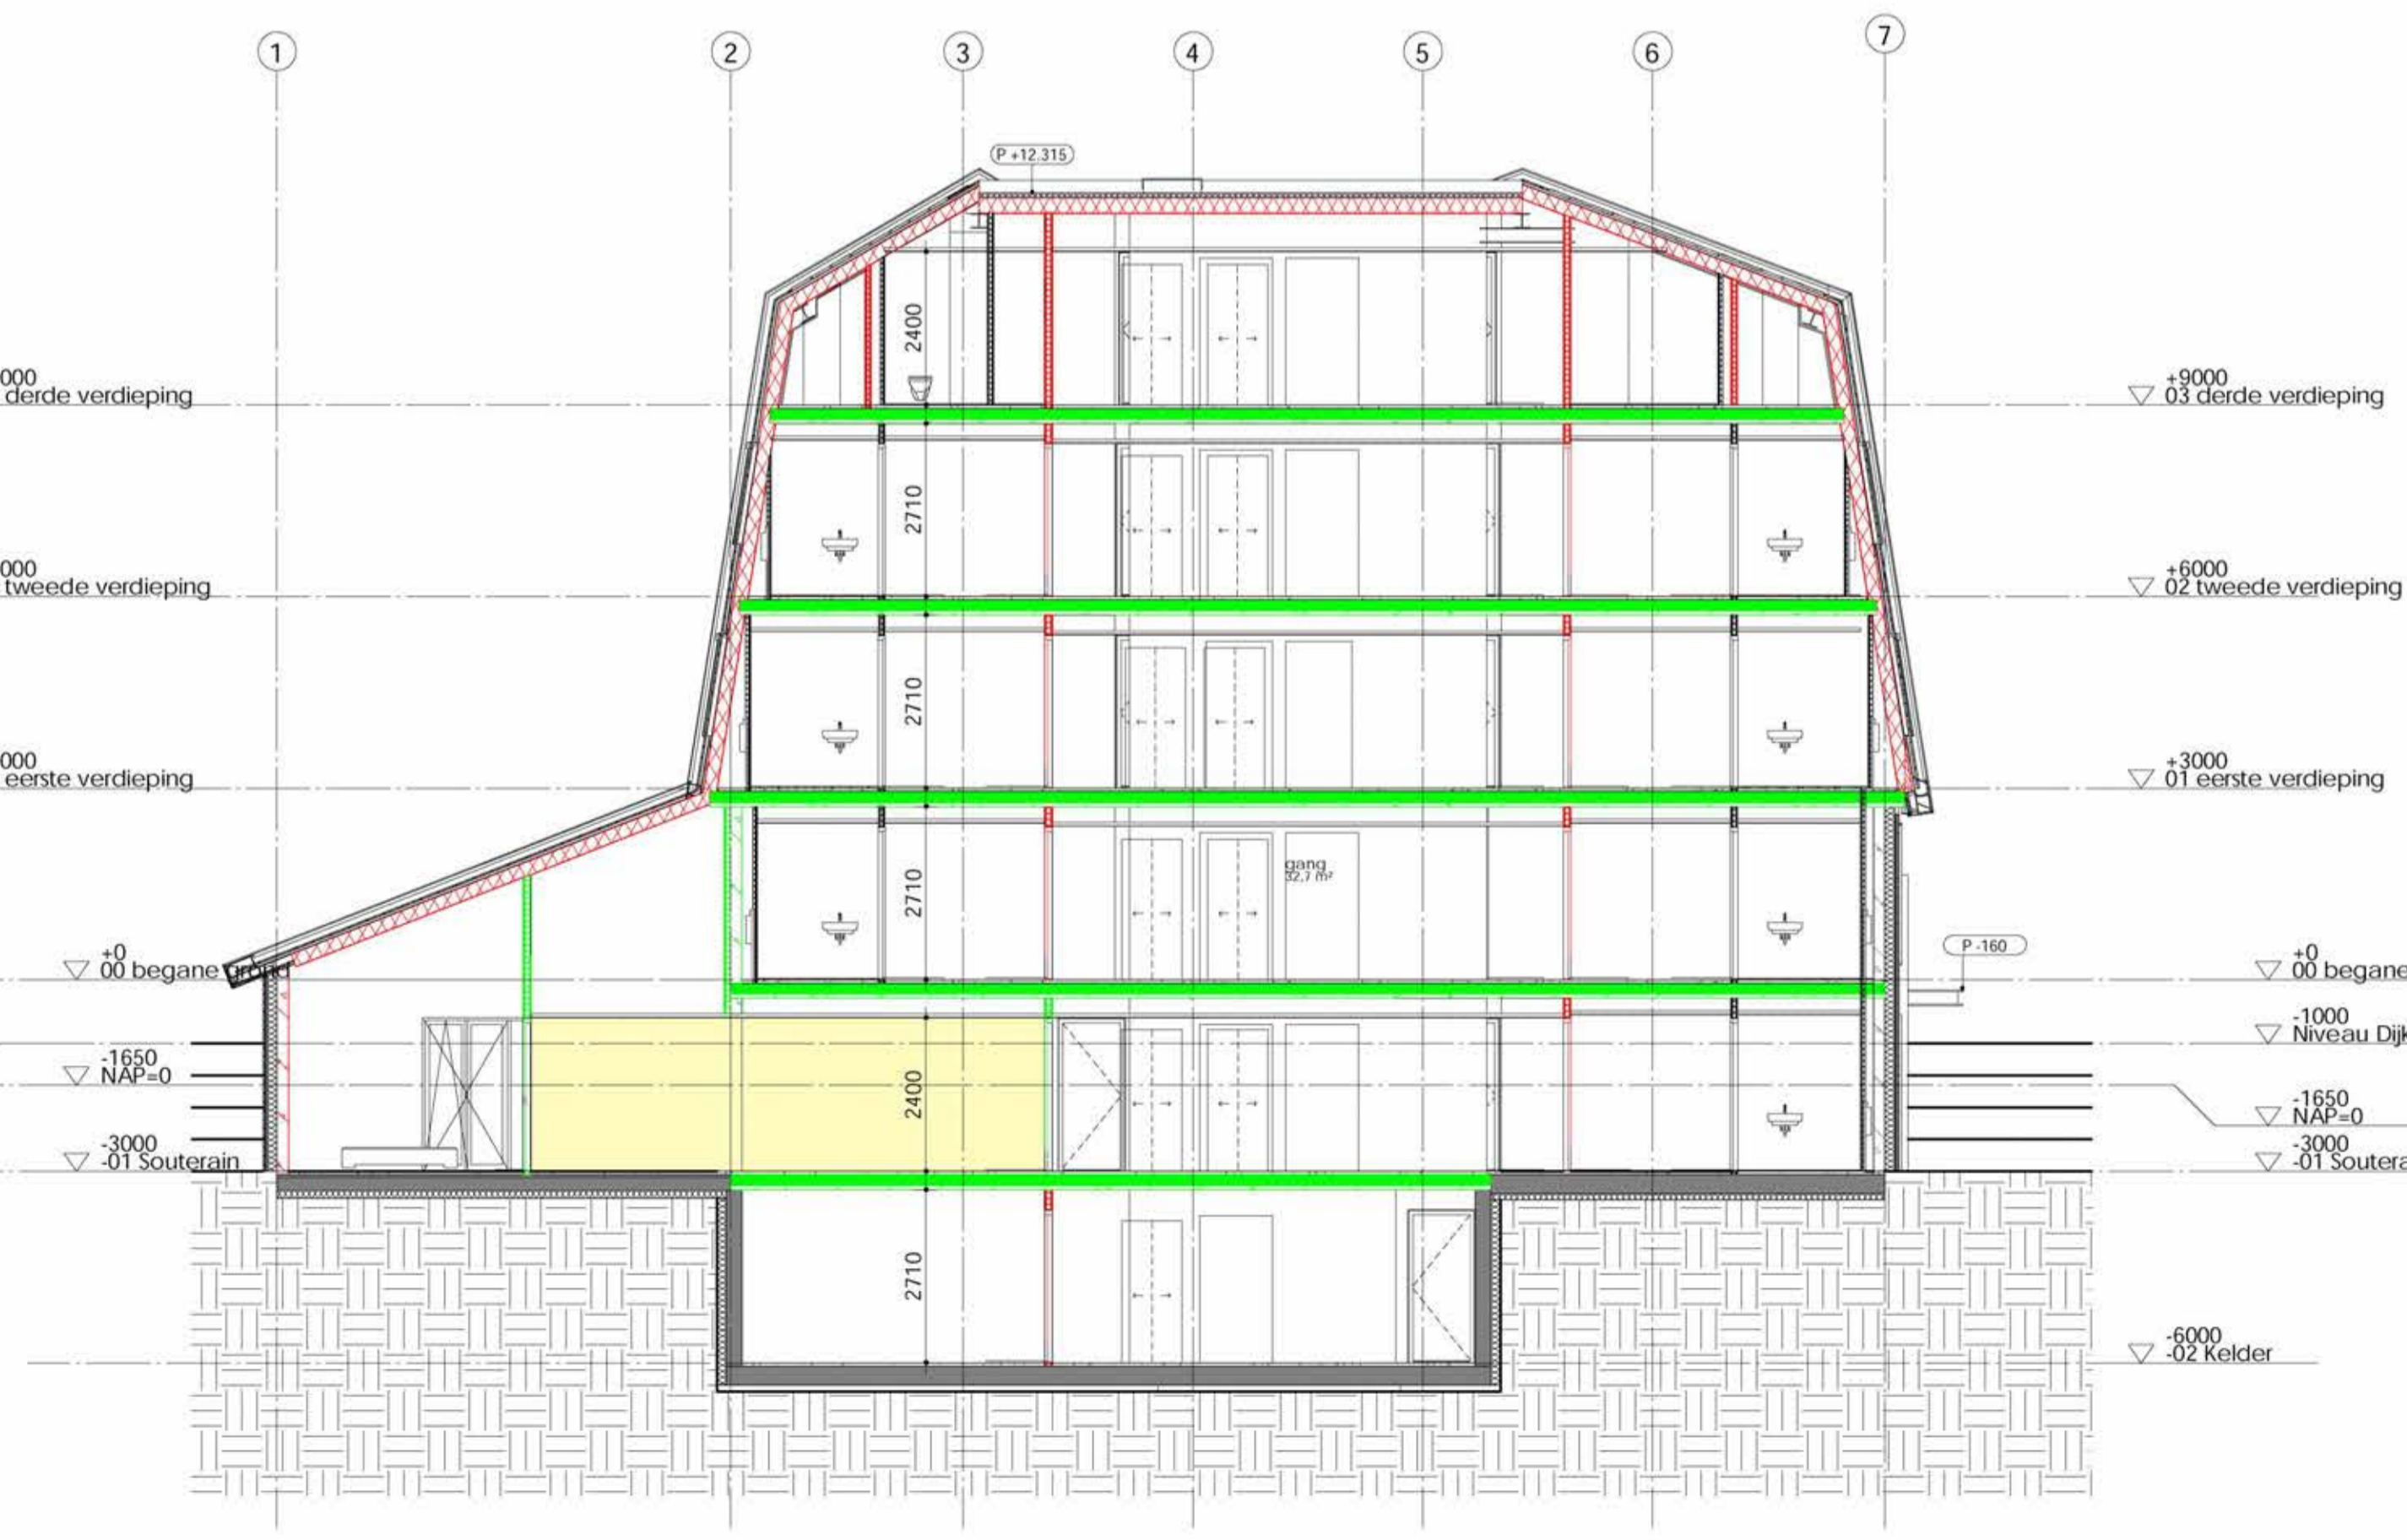 1
2
3
4
5
6
7
P +12.315
2400
000
derde verdieping
+9000
03 derde verdieping
2710
000
tweede verdieping
+6000
02 tweede verdieping
2710
000
eerste verdieping
+3000
01 eerste verdieping
gang
32,7 m²
2710
P -160
+0
00 begane grond
+0
00 begane
-1000
Niveau Dijk
-1650
NAP=0
2400
-1650
NAP=0
-3000
-01 Souterain
-3000
-01 Soutera
2710
-6000
-02 Kelder